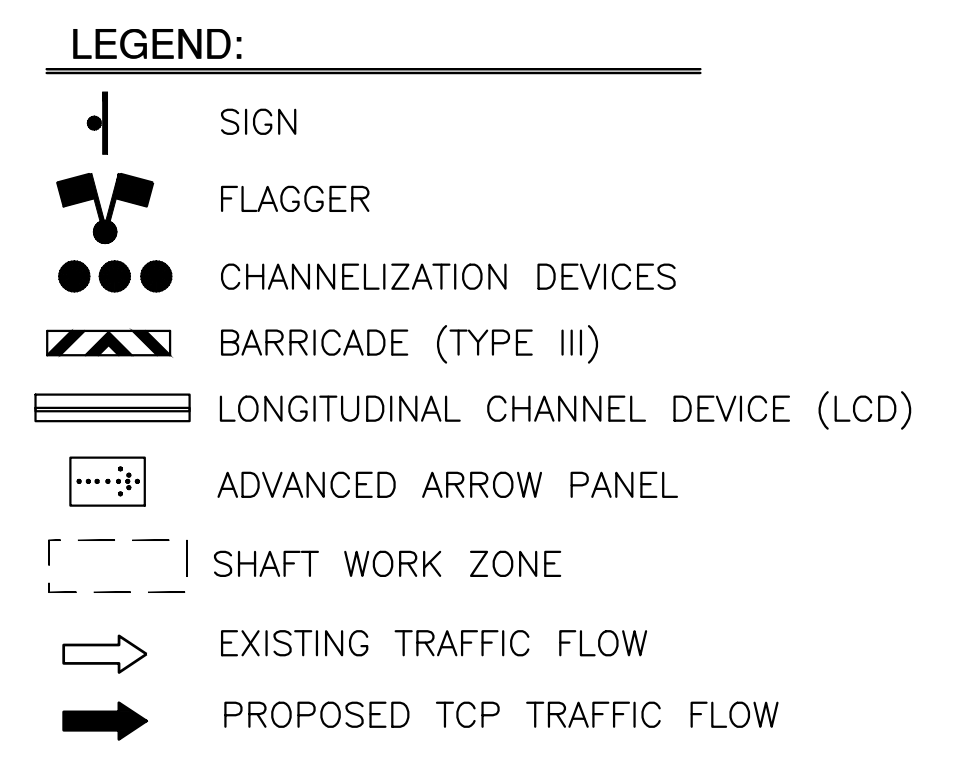 LEGEND:
SIGN
FLAGGER
CHANNELIZATION DEVICES
BARRICADE (TYPE III)
LONGITUDINAL CHANNEL DEVICE (LCD)
ADVANCED ARROW PANEL
SHAFT WORK ZONE
EXISTING TRAFFIC FLOW
PROPOSED TCP TRAFFIC FLOW